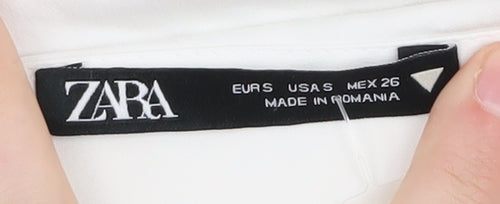 ZARA
EUR S USA S MEX 26
MADE IN ROMANIA